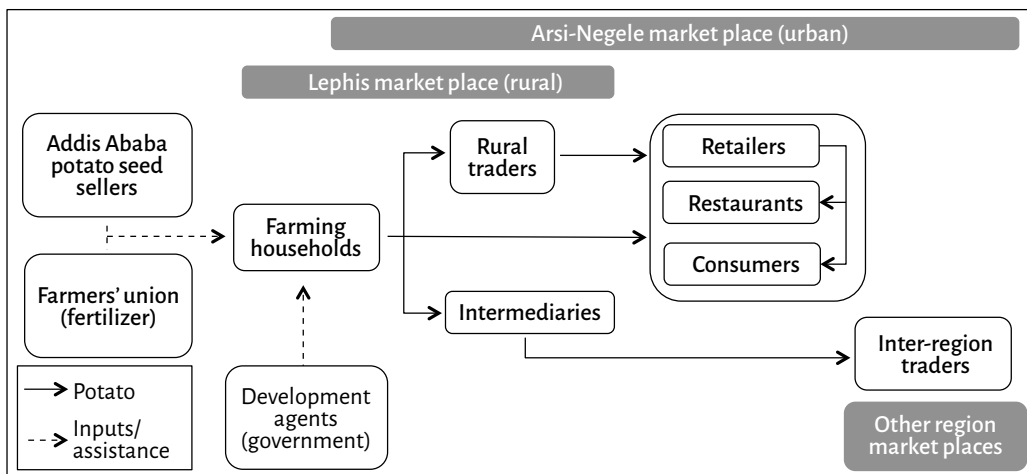 Arsi-Negele market place (urban)
Lephis market place (rural)
Addis Ababa
potato seed
sellers
Rural
traders
Retailers
Restaurants
Consumers
Farming
households
Farmers’ union
(fertilizer)
Intermediaries
Inter-region
traders
Potato
Inputs/
assistance
Development
agents
(government)
Other region
market places